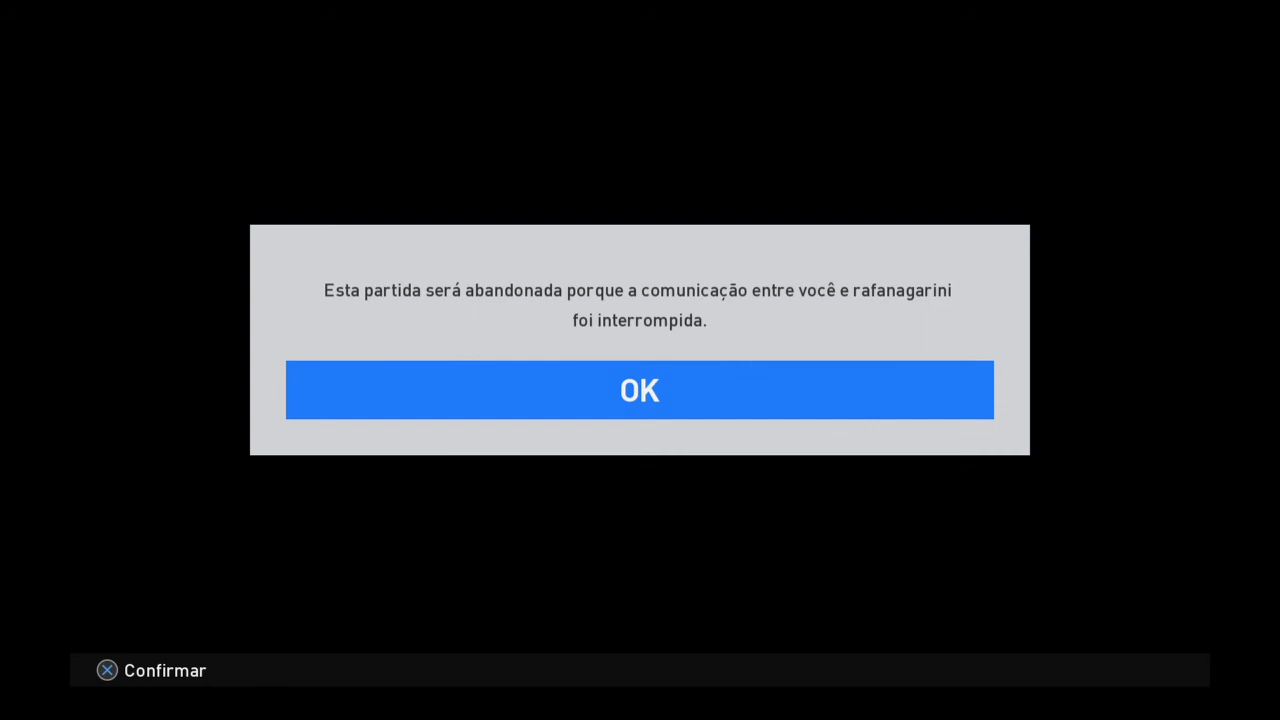 Esta partida será abandonada porque a comunicação entre você e rafanagarini
foi interrompida.
OK
Confirmar